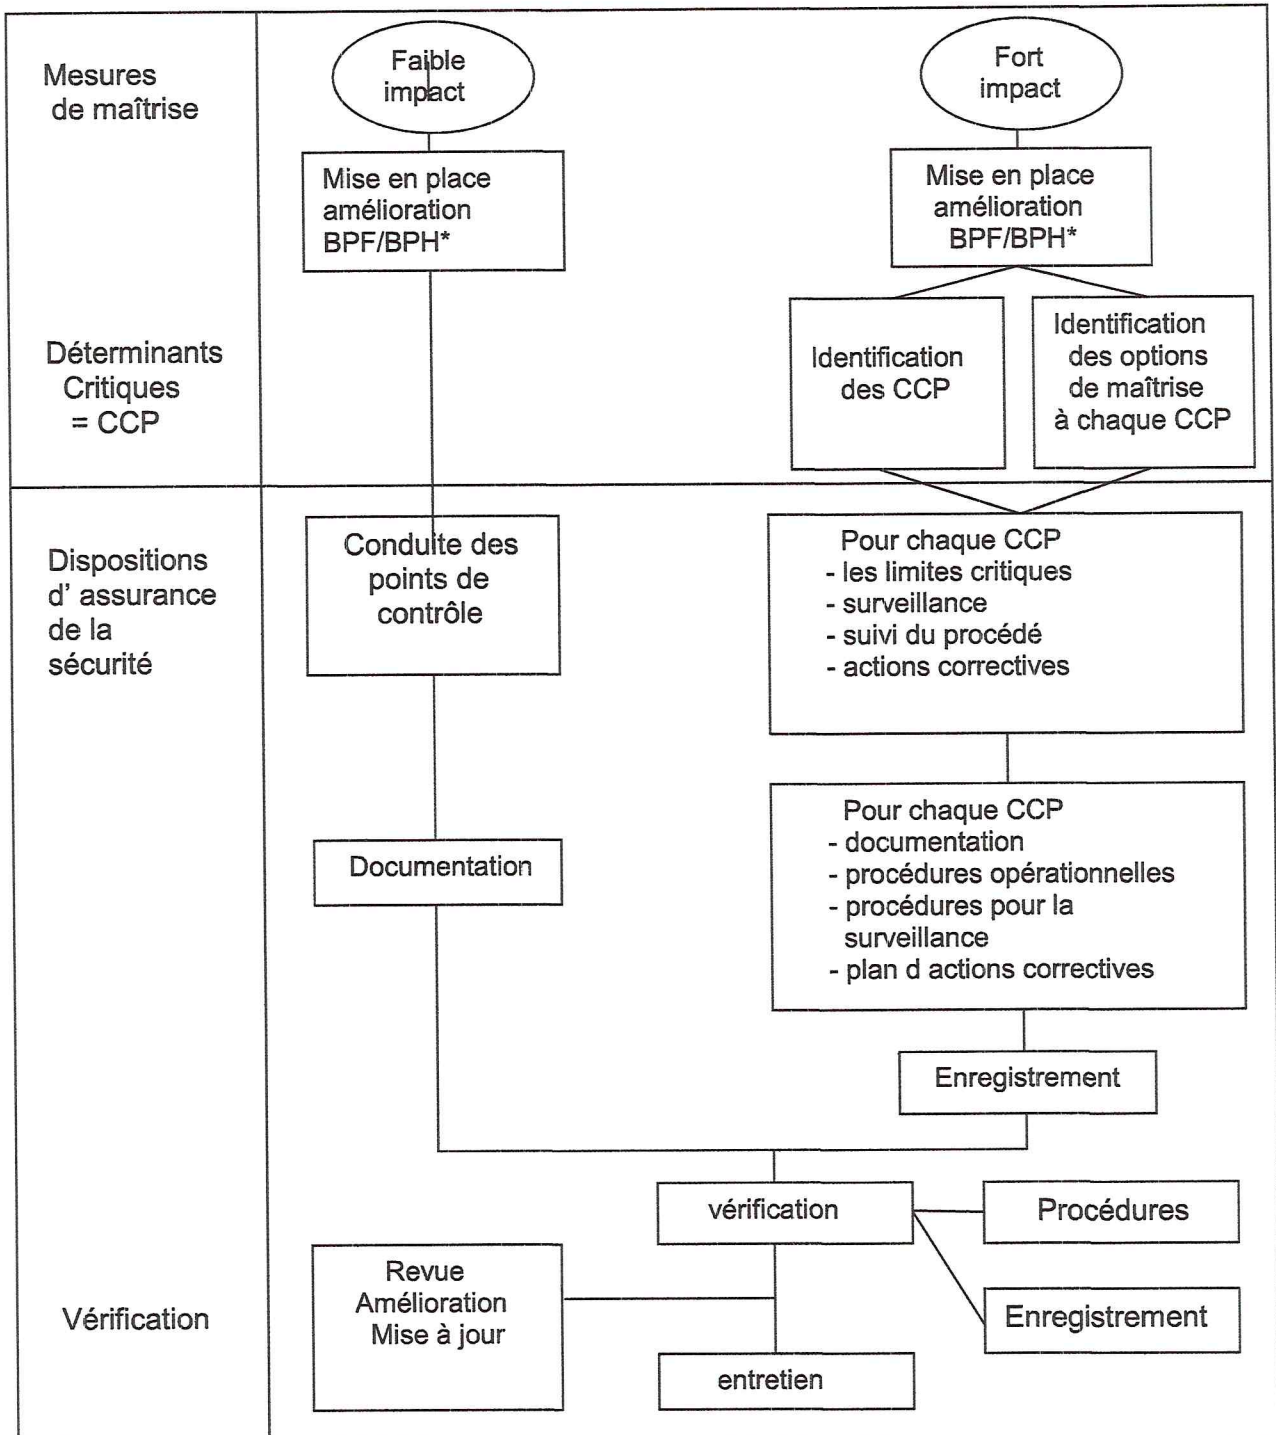 Mesures
de maîtrise
Faible
impact
Fort
impact
Mise en place
amélioration
BPF/BPH*
Mise en place
amélioration
BPF/BPH*
Déterminants
Critiques
= CCP
Identification
des CCP
Identification
des options
de maîtrise
à chaque CCP
Dispositions
d' assurance
de la
sécurité
Conduite des
points de
contrôle
Pour chaque CCP
- les limites critiques
- surveillance
- suivi du procédé
- actions correctives
Documentation
Pour chaque CCP
- documentation
- procédures opérationnelles
- procédures pour la
surveillance
- plan d actions correctives
Enregistrement
vérification
Procédures
Vérification
Revue
Amélioration
Mise à jour
Enregistrement
entretien